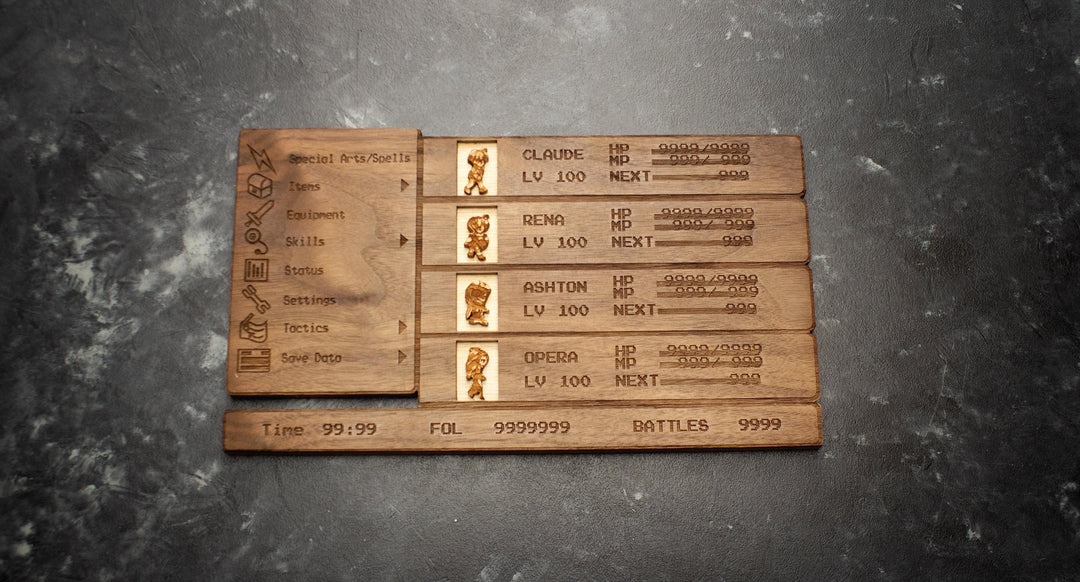 Special Arts/Spells
Items
Equipment
Skills
Status
Settings
Tactics
Save Data
CLAUDE HP 9999/9999
MP 999/ 999
LV 100 NEXT 999
RENA HP 9999/9999
MP 999/ 999
LV 100 NEXT 999
ASHTON HP 9999/9999
MP 999/ 999
LV 100 NEXT 999
OPERA HP 9999/9999
MP 999/ 999
LV 100 NEXT 999
Time 99:99 FOL 9999999 BATTLES 9999